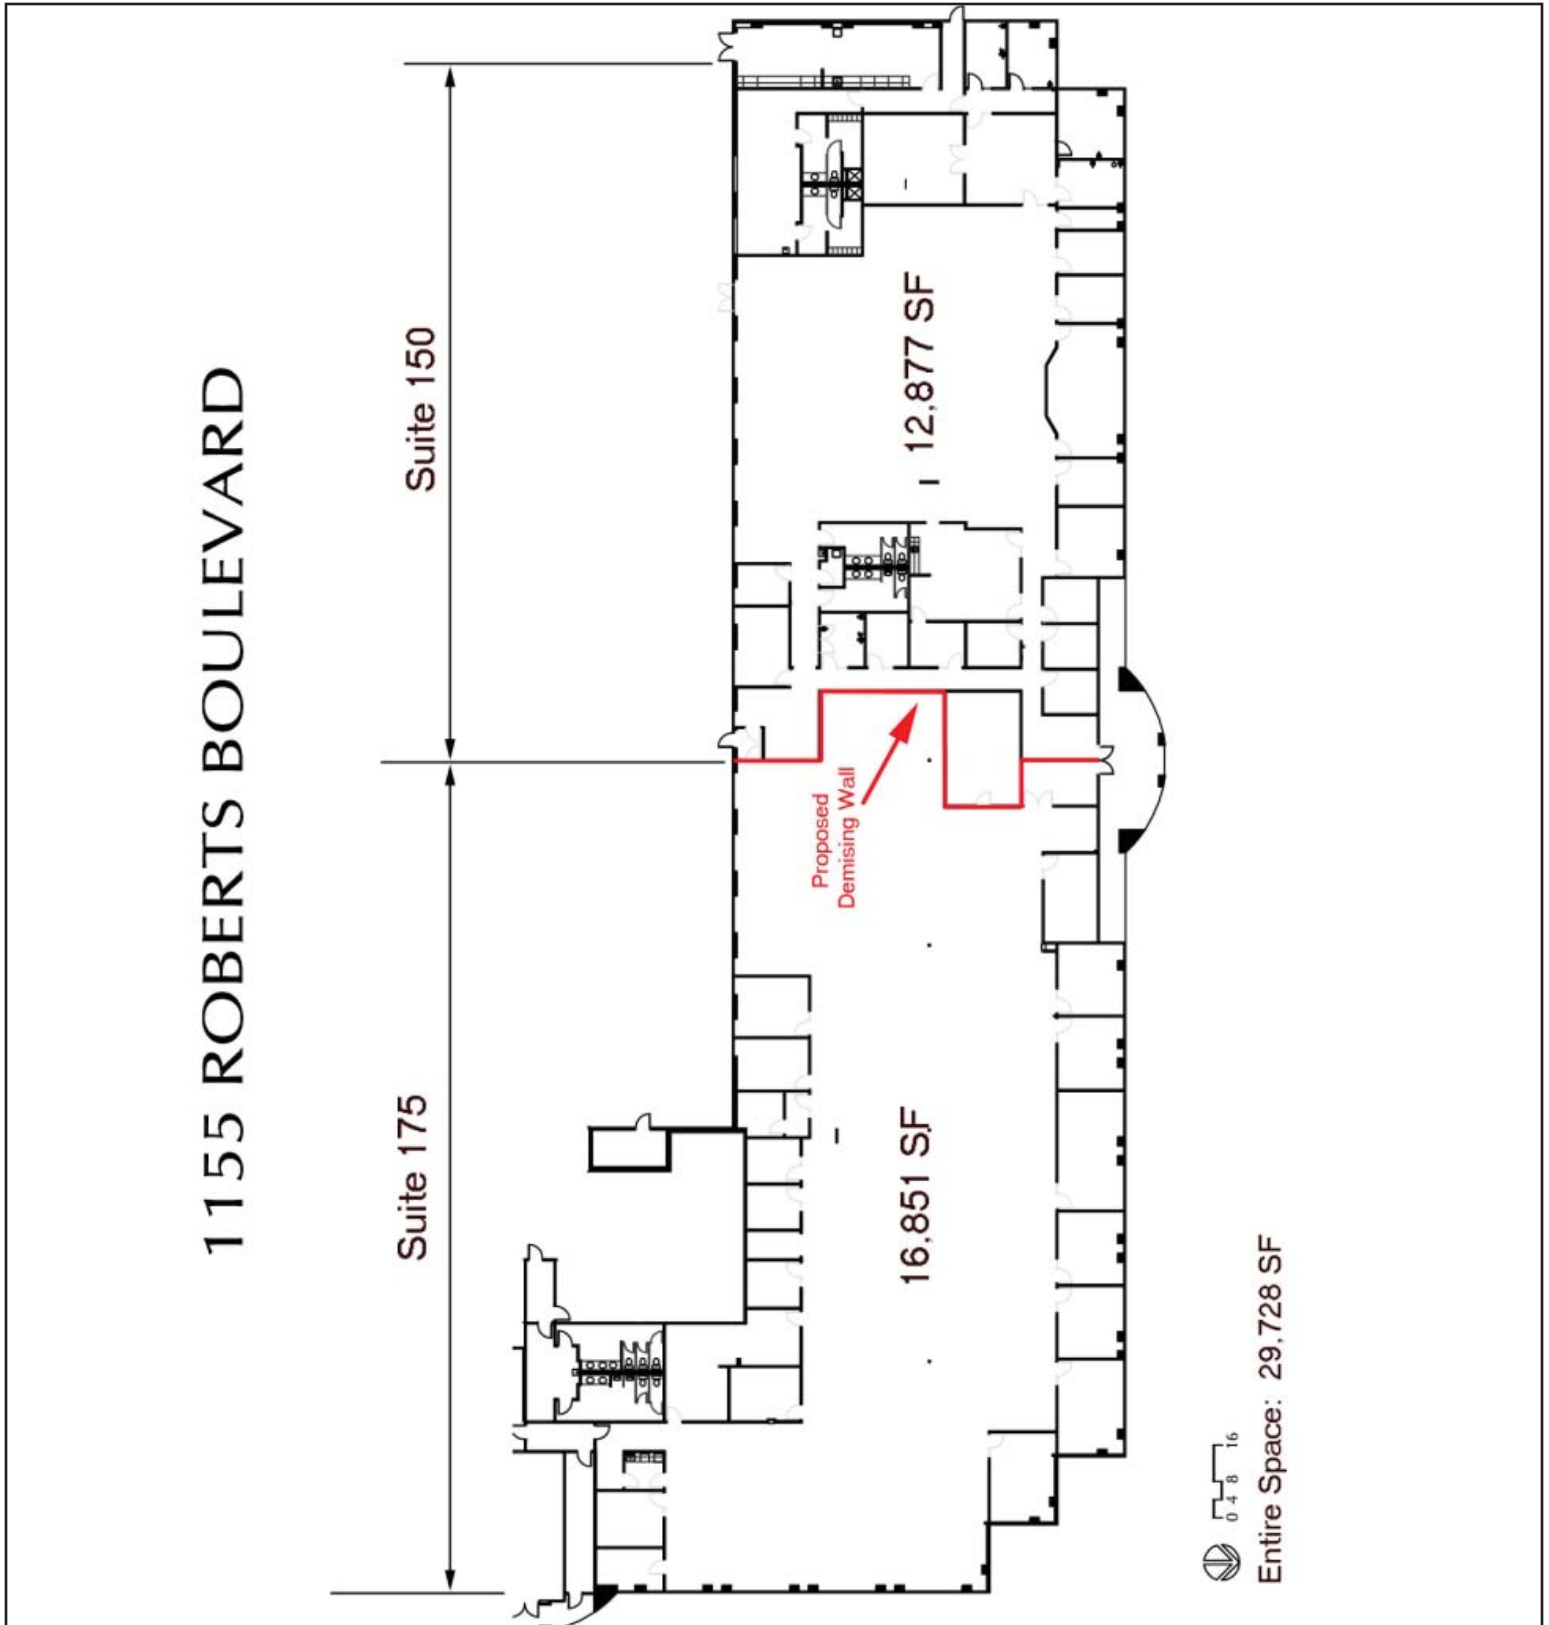 1155 ROBERTS BOULEVARD
Suite 175
Suite 150
Proposed
Demising Wall
16,851 SF
12,877 SF
0 4 8 16
Entire Space: 29,728 SF